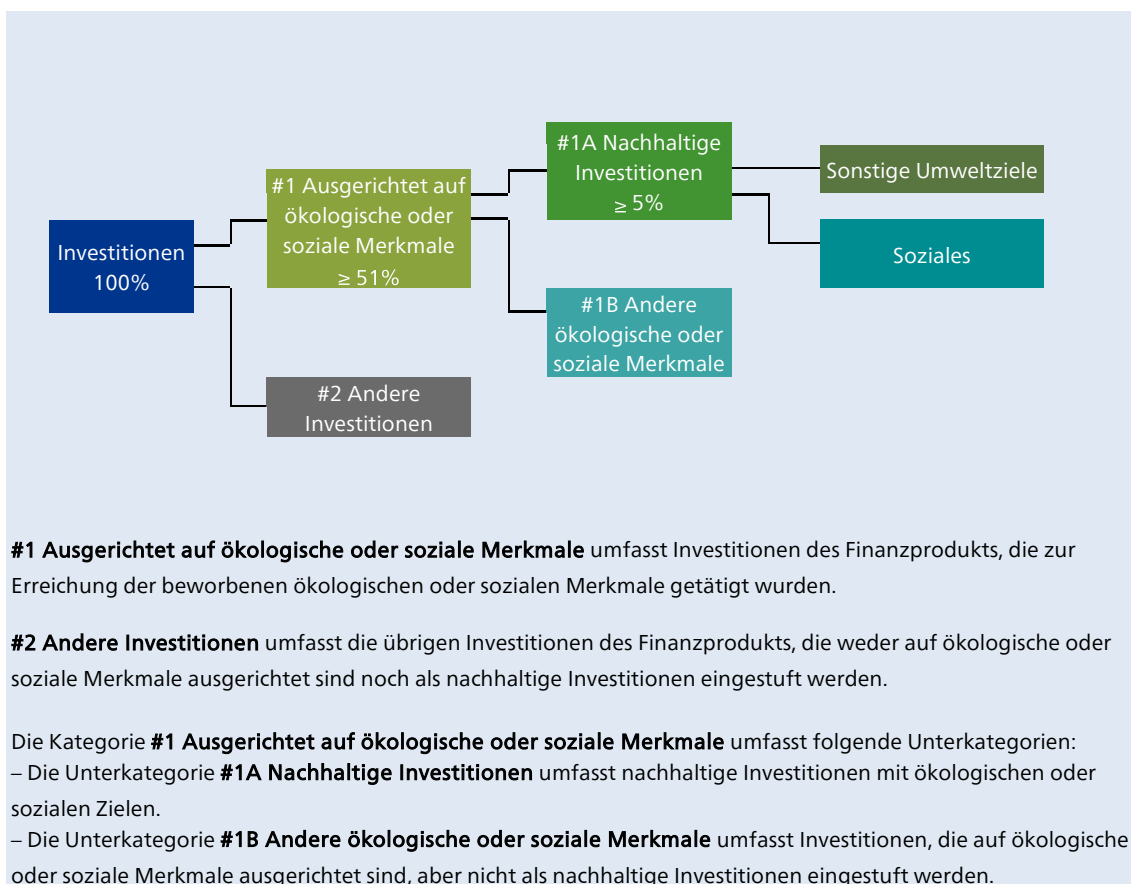 #1A Nachhaltige
Investitionen
≥ 5%
Sonstige Umweltziele
#1 Ausgerichtet auf
ökologische oder
soziale Merkmale
≥ 51%
Investitionen
100%
Soziales
#1B Andere
ökologische oder
soziale Merkmale
#2 Andere
Investitionen
#1 Ausgerichtet auf ökologische oder soziale Merkmale umfasst Investitionen des Finanzprodukts, die zur
Erreichung der beworbenen ökologischen oder sozialen Merkmale getätigt wurden.
#2 Andere Investitionen umfasst die übrigen Investitionen des Finanzprodukts, die weder auf ökologische oder
soziale Merkmale ausgerichtet sind noch als nachhaltige Investitionen eingestuft werden.
Die Kategorie #1 Ausgerichtet auf ökologische oder soziale Merkmale umfasst folgende Unterkategorien:
– Die Unterkategorie #1A Nachhaltige Investitionen umfasst nachhaltige Investitionen mit ökologischen oder
sozialen Zielen.
– Die Unterkategorie #1B Andere ökologische oder soziale Merkmale umfasst Investitionen, die auf ökologische
oder soziale Merkmale ausgerichtet sind, aber nicht als nachhaltige Investitionen eingestuft werden.